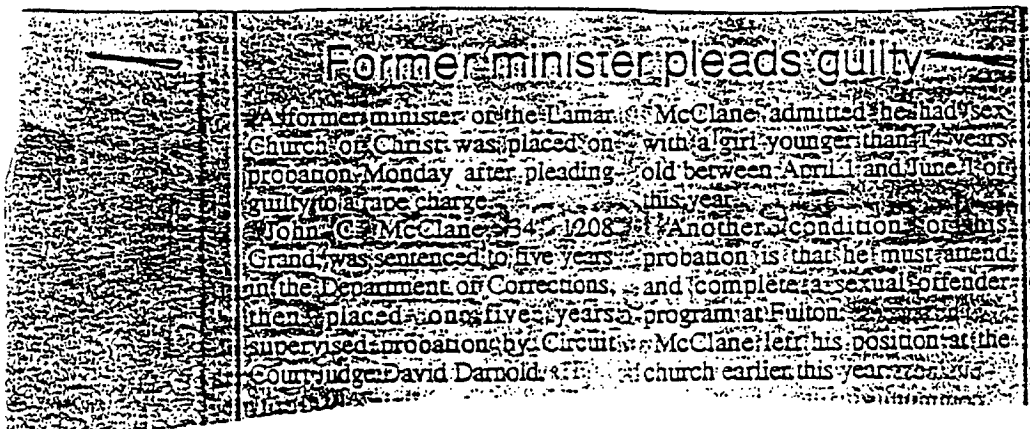 Former minister pleads guilty
A former minister of the Lamar
Church of Christ was placed on
probation Monday after pleading
guilty to a rape charge.
John C. McClane, 34, 1208
Grand, was sentenced to five years
in the Department of Corrections,
then placed on five years
supervised probation by Circuit
Court Judge David Darnold.
McClane admitted he had sex
with a girl younger than years
old between April 1 and June 1 of
this year.
Another condition of his
probation is that he must attend
and complete a sexual offender
program at Fulton.
McClane left his position at the
church earlier this year.